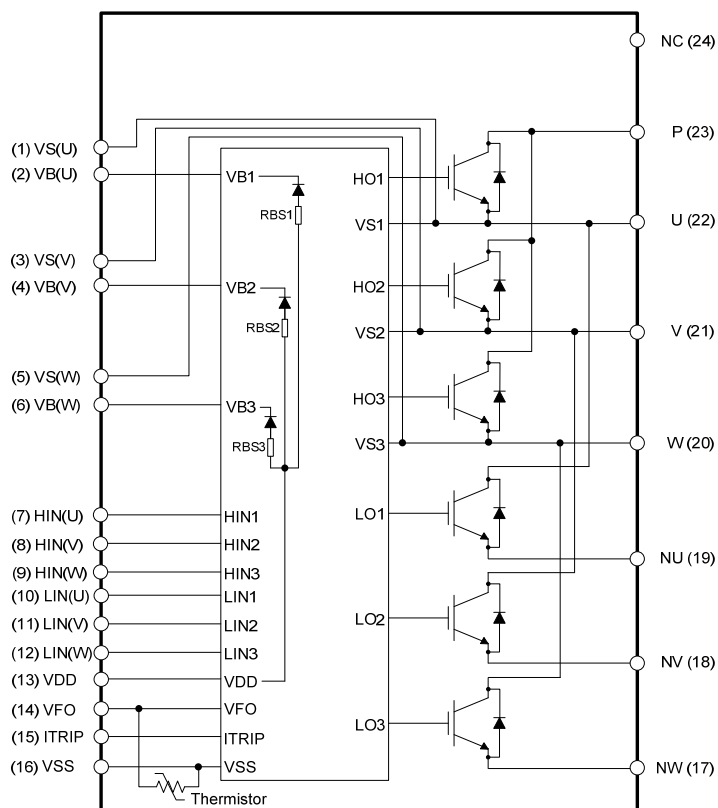 NC (24)
P (23)
(1) VS(U)
(2) VB(U)
VB1
HO1
RBS1
VS1
U (22)
(3) VS(V)
(4) VB(V)
VB2
HO2
RBS2
VS2
V (21)
(5) VS(W)
(6) VB(W)
VB3
HO3
RBS3
VS3
W (20)
(7) HIN(U)
HIN1
LO1
(8) HIN(V)
HIN2
NU (19)
(9) HIN(W)
HIN3
(10) LIN(U)
LIN1
(11) LIN(V)
LIN2
LO2
(12) LIN(W)
LIN3
NV (18)
(13) VDD
VDD
(14) VFO
VFO
LO3
(15) ITRIP
ITRIP
(16) VSS
VSS
NW (17)
Thermistor